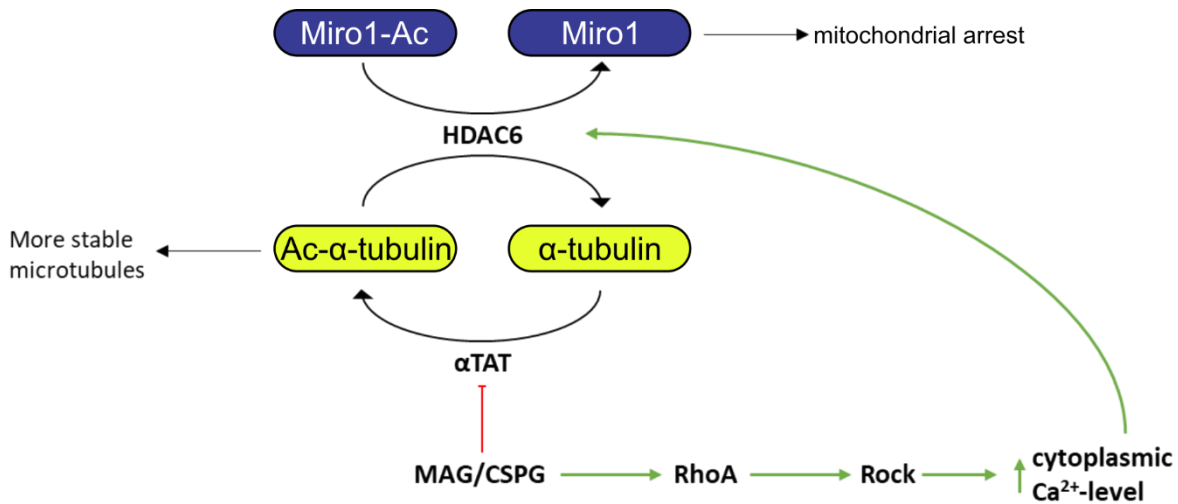 Miro1-Ac
Miro1
mitochondrial arrest
HDAC6
More stable
microtubules
Ac-α-tubulin
α-tubulin
αTAT
MAG/CSPG
RhoA
Rock
cytoplasmic
Ca²⁺-level